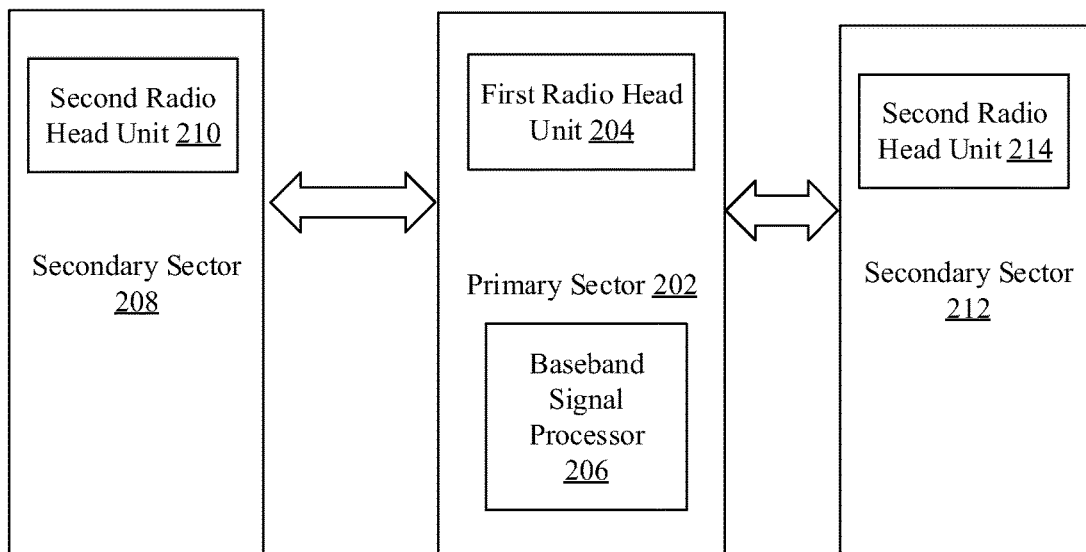 Second Radio
Head Unit 210
Secondary Sector
208
First Radio Head
Unit 204
Primary Sector 202
Baseband
Signal
Processor
206
Second Radio
Head Unit 214
Secondary Sector
212